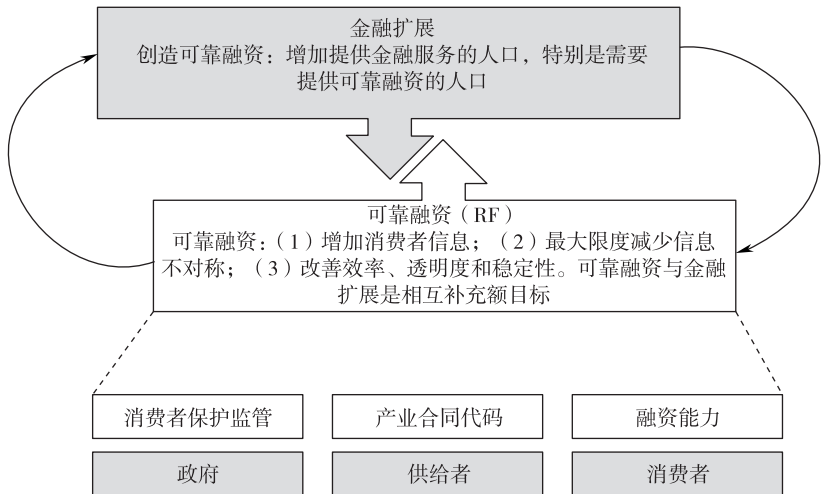 金融扩展
创造可靠融资：增加提供金融服务的人口，特别是需要
提供可靠融资的人口
可靠融资（RF）
可靠融资：（1）增加消费者信息；（2）最大限度减少信息
不对称；（3）改善效率、透明度和稳定性。可靠融资与金融
扩展是相互补充额目标
消费者保护监管
产业合同代码
融资能力
政府
供给者
消费者